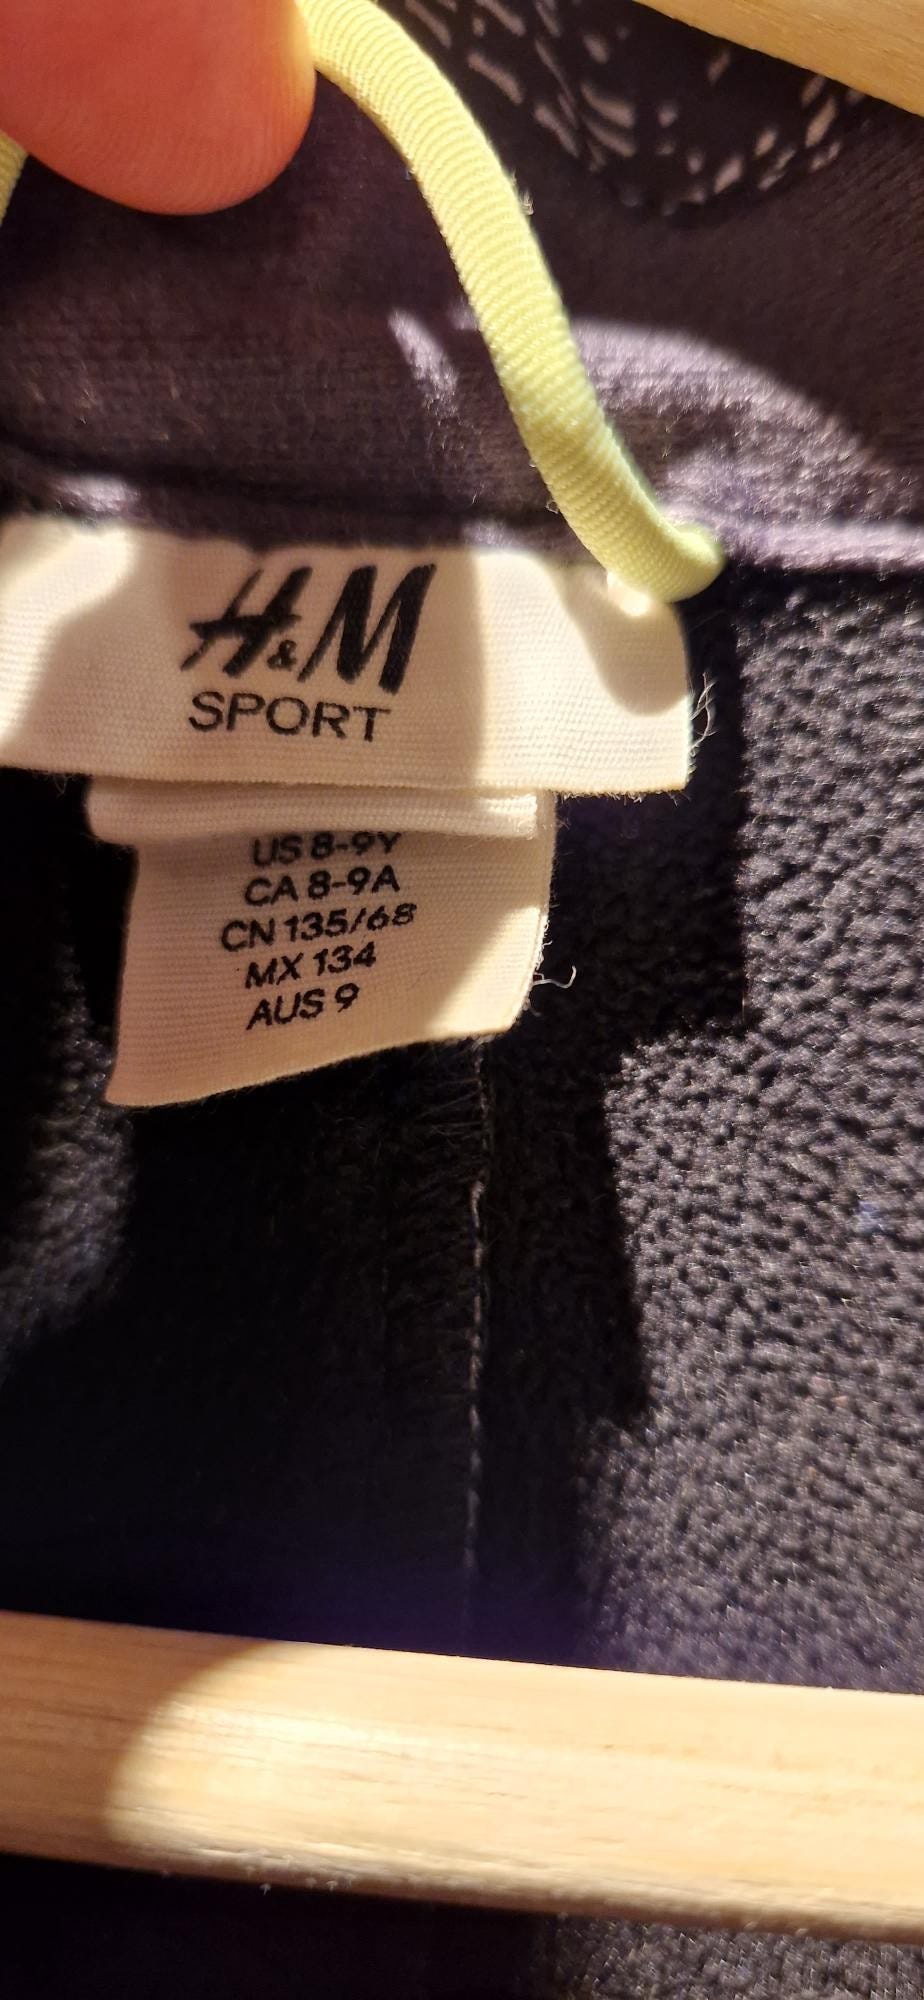 H&M
SPORT
US 8-9Y
CA 8-9A
CN 135/68
MX 134
AUS 9